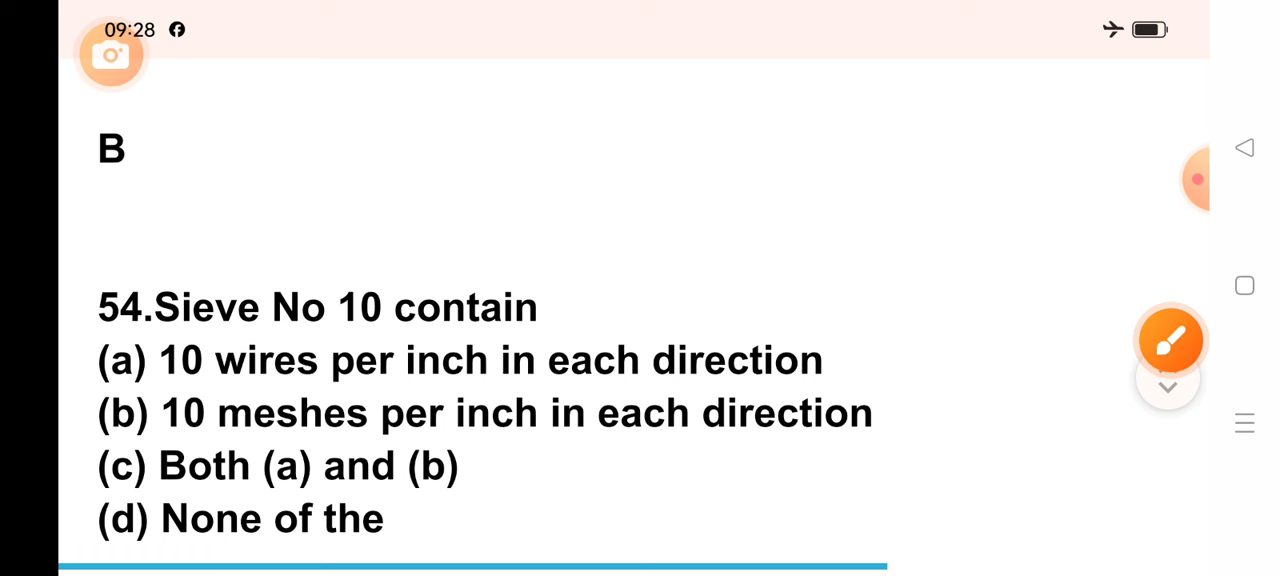 09:28
B
54.Sieve No 10 contain
(a) 10 wires per inch in each direction
(b) 10 meshes per inch in each direction
(c) Both (a) and (b)
(d) None of the